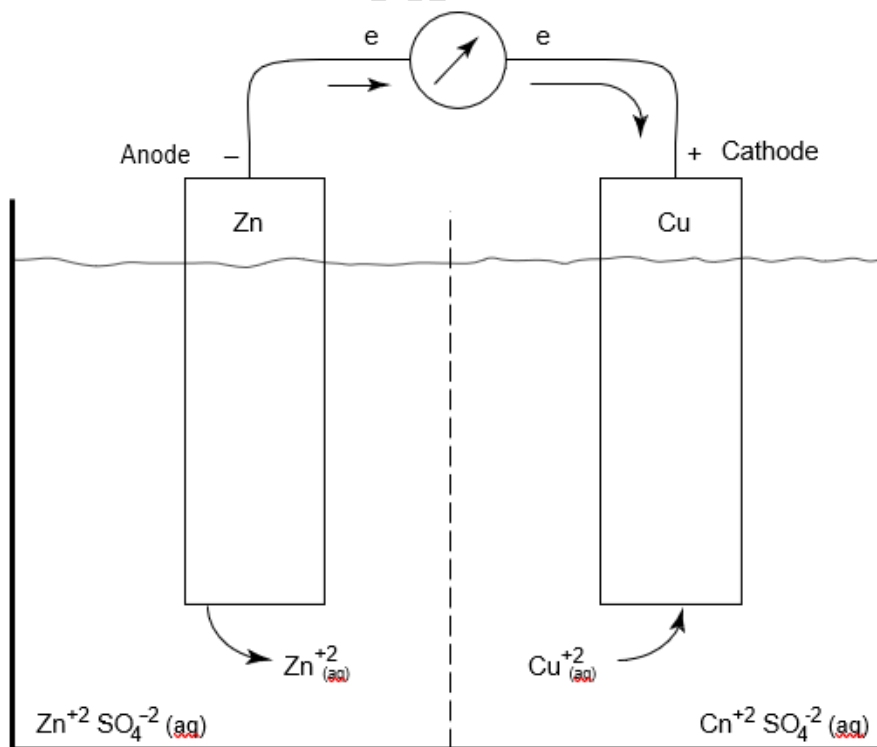 e e
Anode – + Cathode
Zn Cu
Zn⁺²(aq) Cu⁺²(aq)
Zn⁺² SO₄⁻² (aq) Cn⁺² SO₄⁻² (aq)